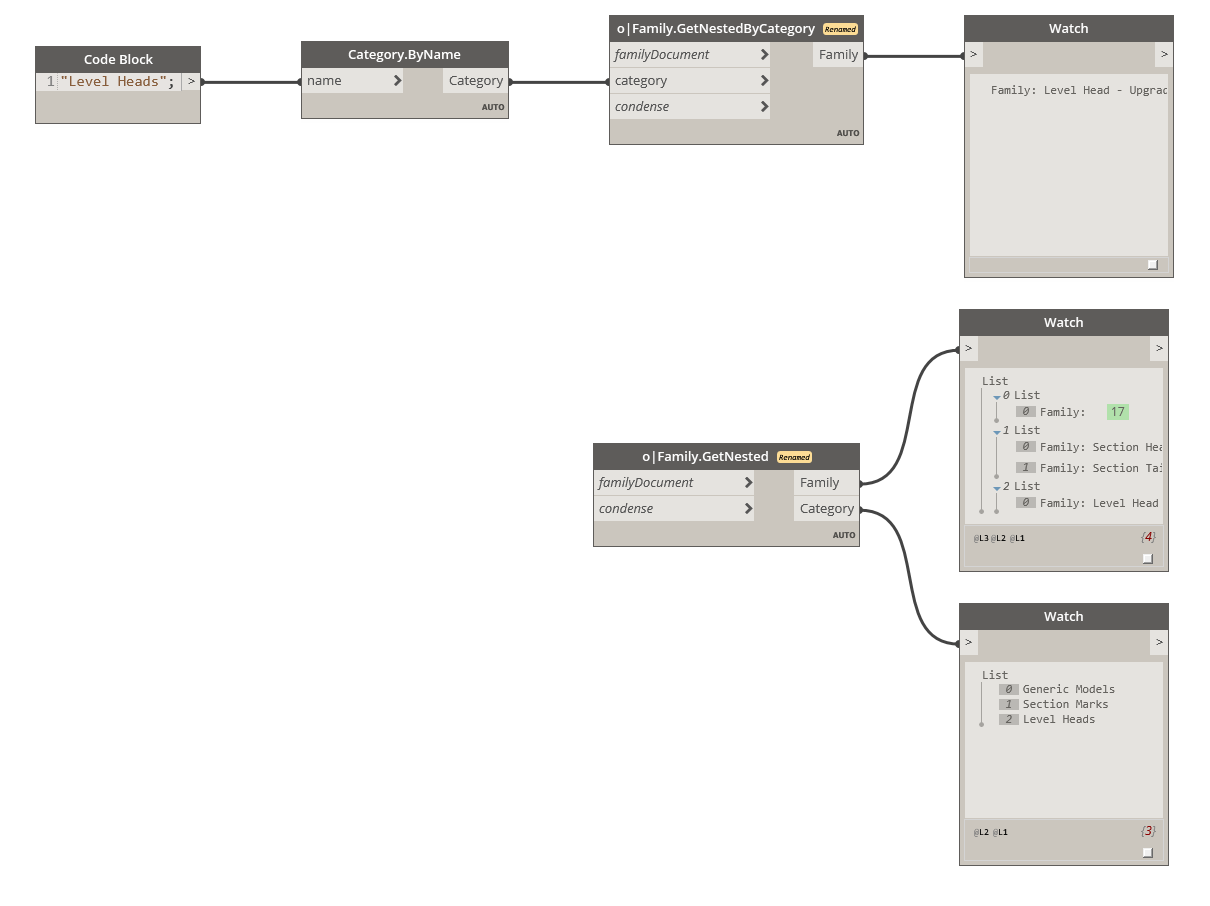 Code Block
1 "Level Heads"; >
Category.ByName
name Category
AUTO
o|Family.GetNestedByCategory Renamed
familyDocument Family
category
condense
AUTO
Watch
> >
Family: Level Head - Upgrad
Watch
> >
List
0 List
0 Family: 17
1 List
0 Family: Section Hea
1 Family: Section Tai
2 List
0 Family: Level Head
@L3 @L2 @L1 {4}
o|Family.GetNested Renamed
familyDocument Family
condense Category
AUTO
Watch
> >
List
0 Generic Models
1 Section Marks
2 Level Heads
@L2 @L1 {3}